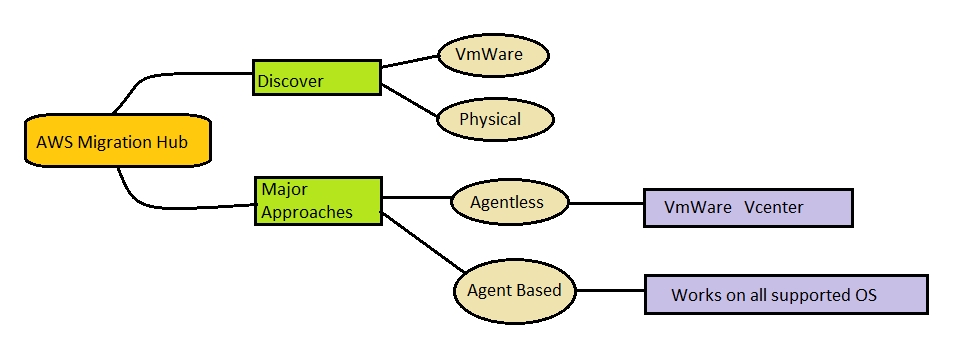 AWS Migration Hub
Discover
VmWare
Physical
Major
Approaches
Agentless
VmWare Vcenter
Agent Based
Works on all supported OS